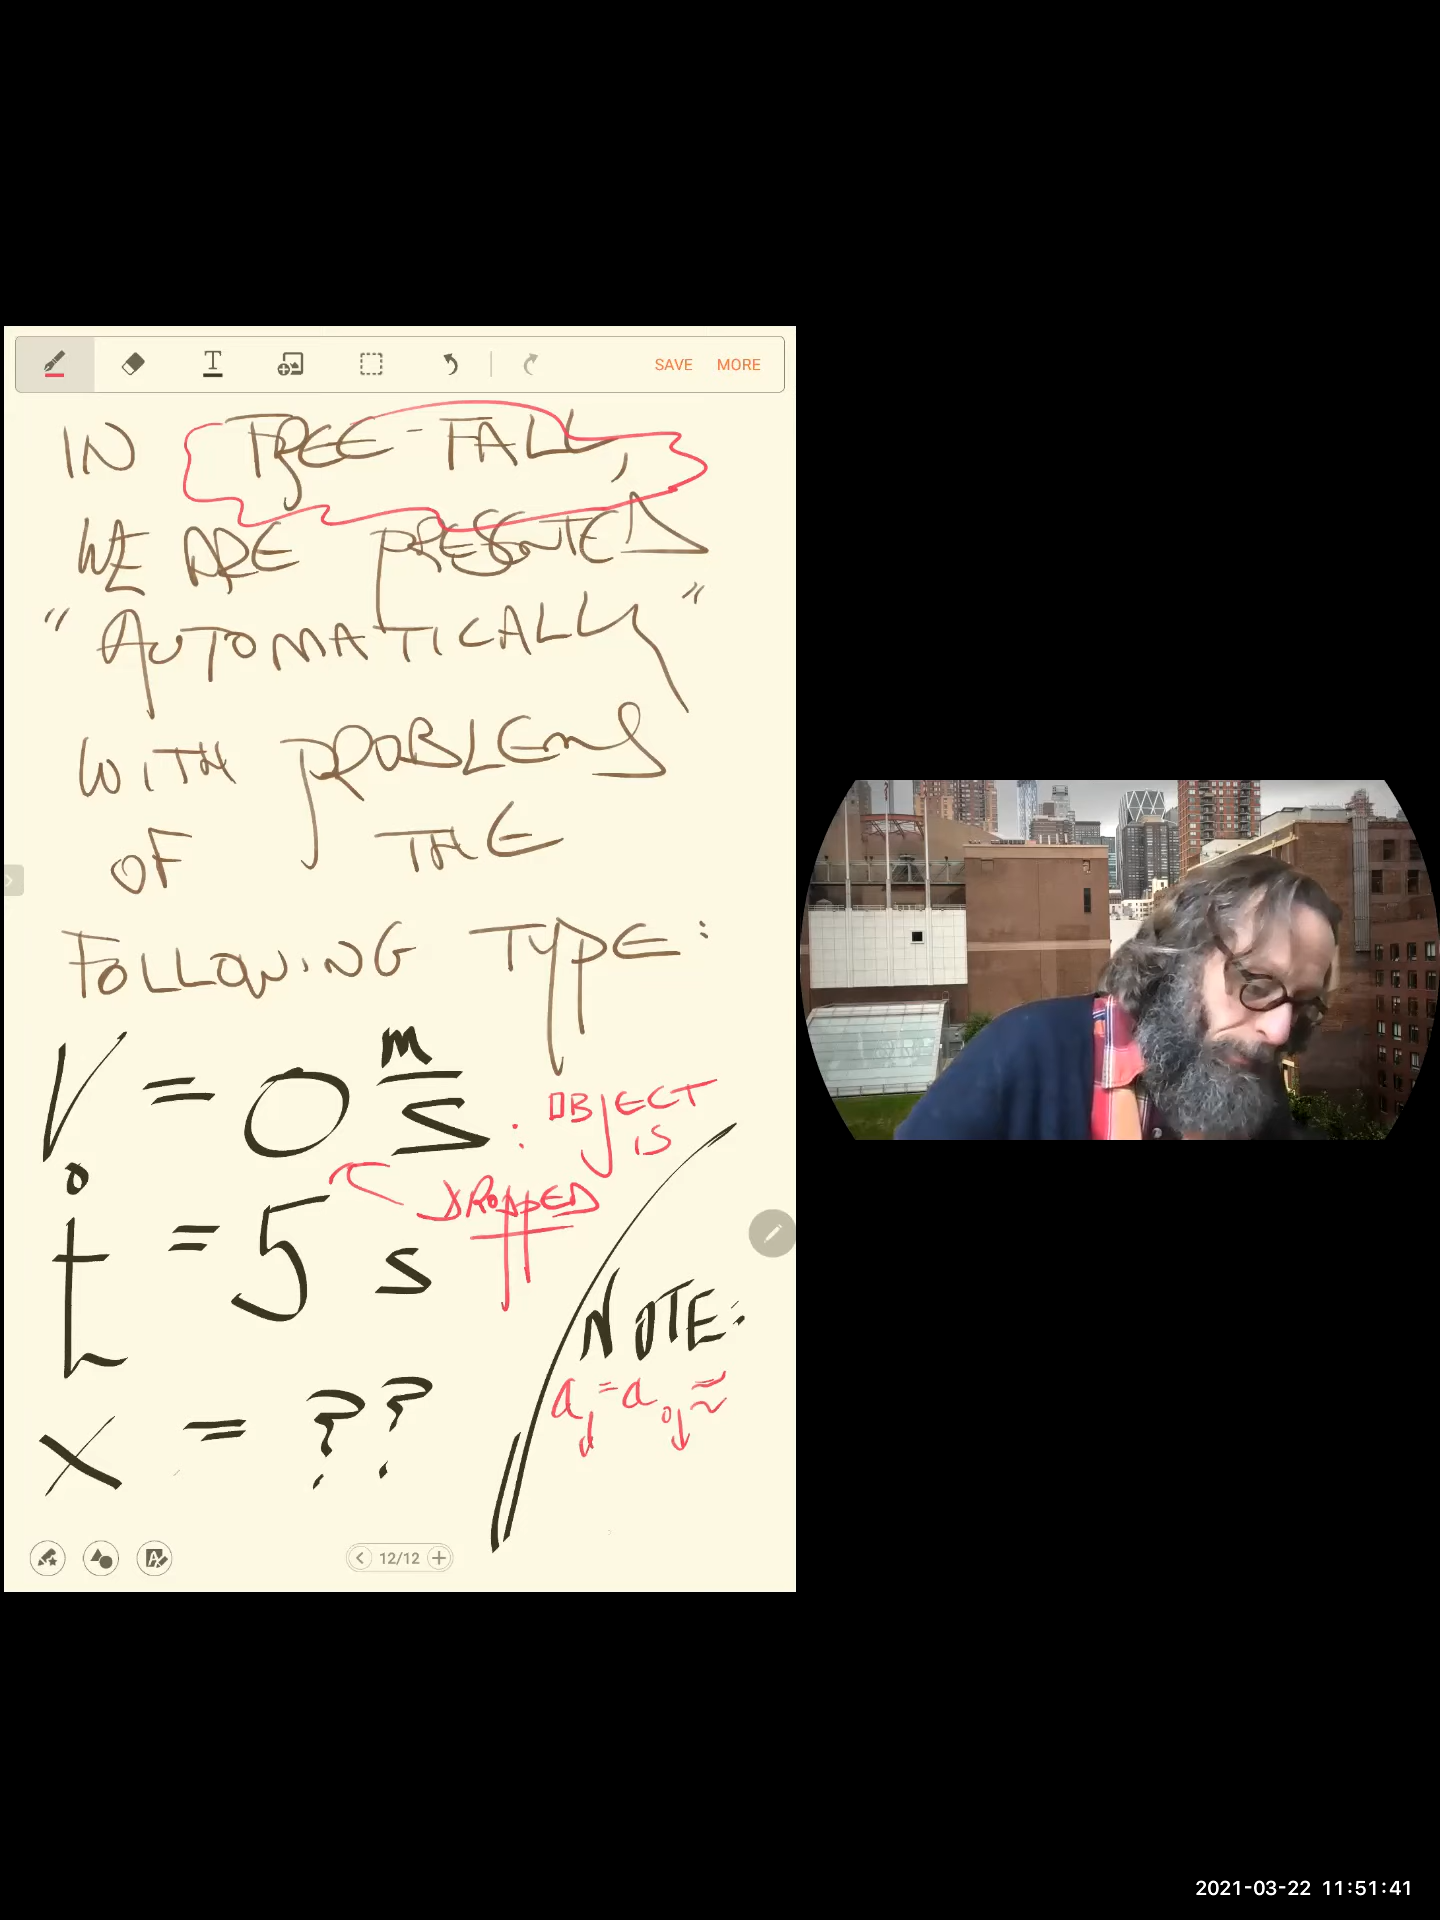 SAVE MORE
IN FREE-FALL,
WE ARE PRESENTED
"AUTOMATICALLY"
WITH PROBLEMS
OF THE
FOLLOWING TYPE:
V₀ = 0 m/s : OBJECT IS
DROPPED
t = 5 s
NOTE:
a↓ = a₀↓ ≈
x = ??
12/12
2021-03-22 11:51:41